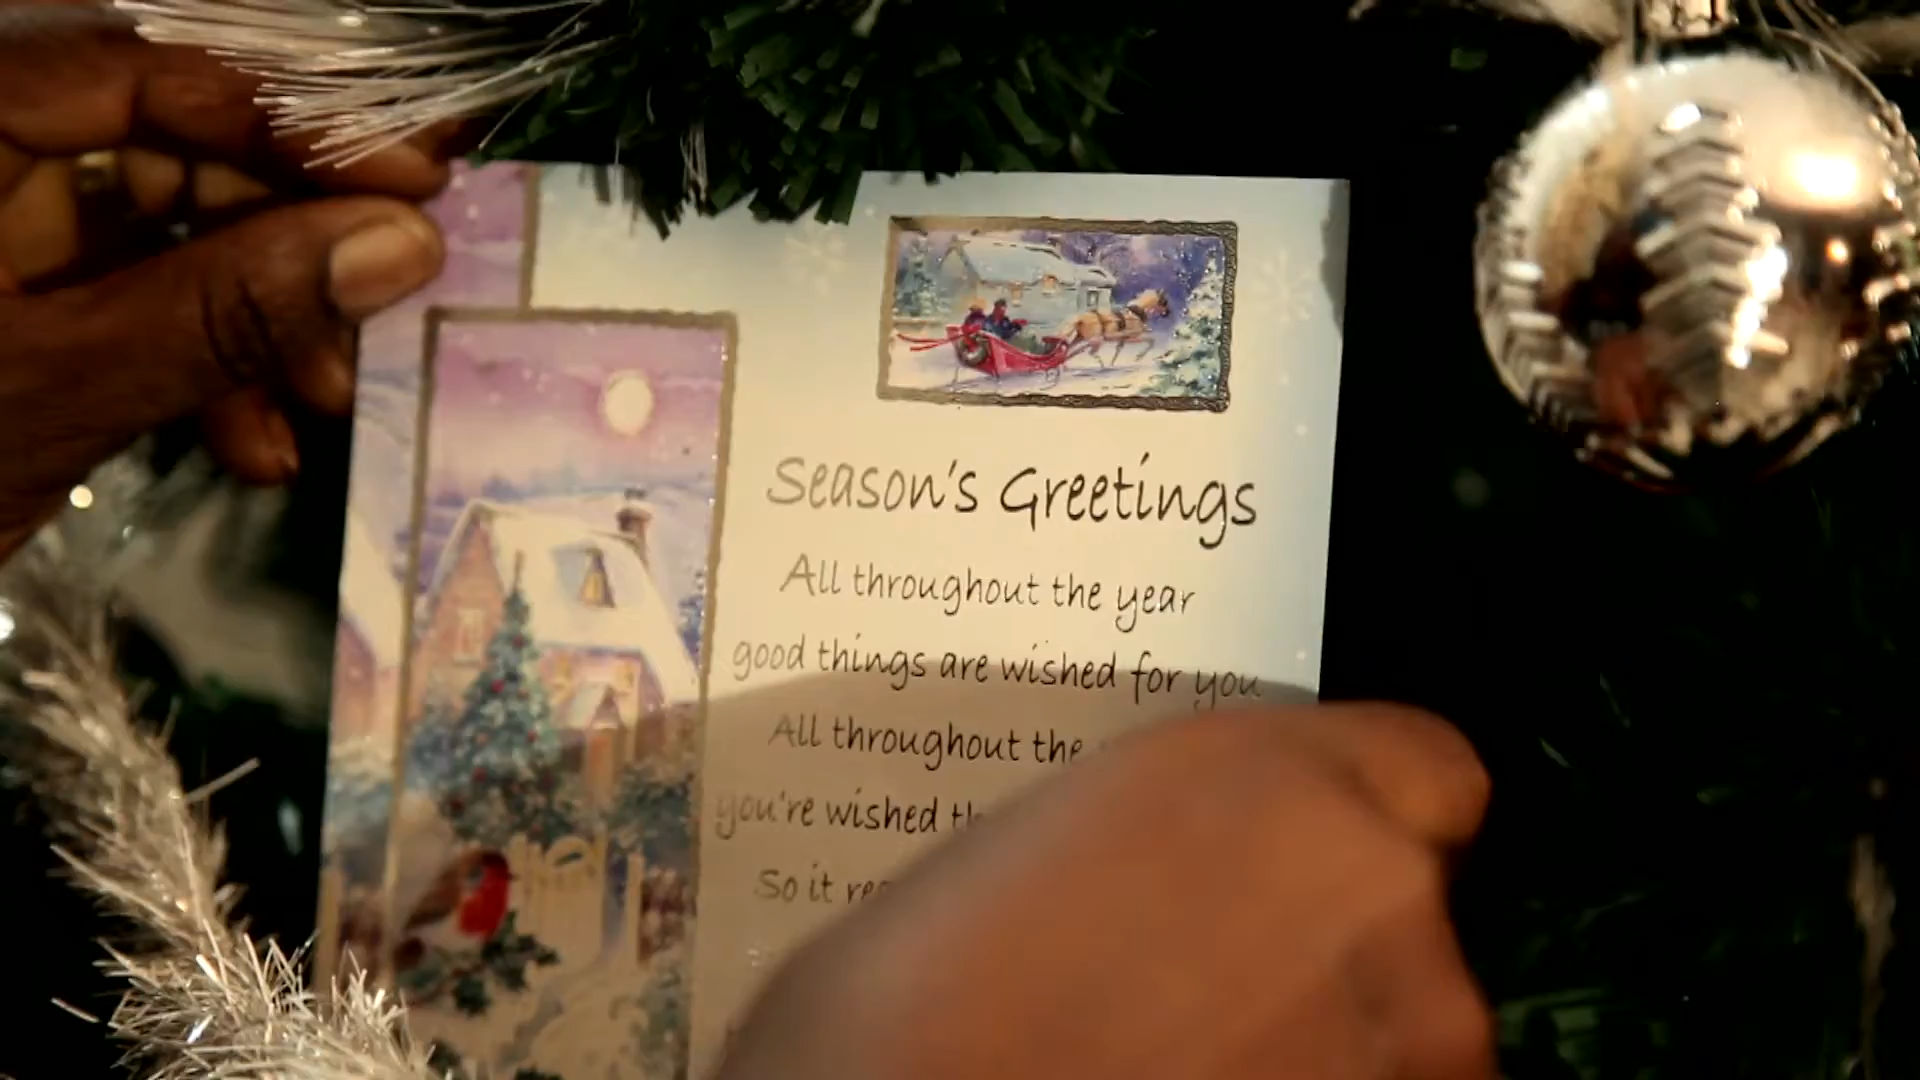 Season's Greetings
All throughout the year
good things are wished for you
All throughout the
you're wished
So it